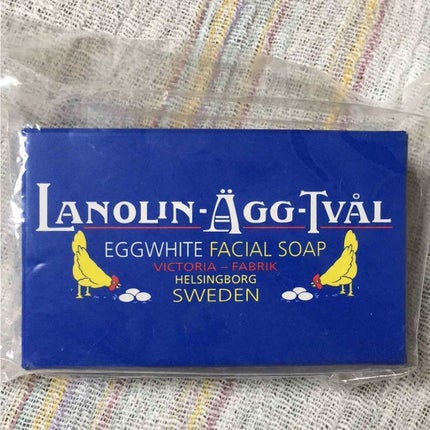 LANOLIN-ÄGG-TVÅL
EGGWHITE FACIAL SOAP
VICTORIA – FABRIK
HELSINGBORG
SWEDEN